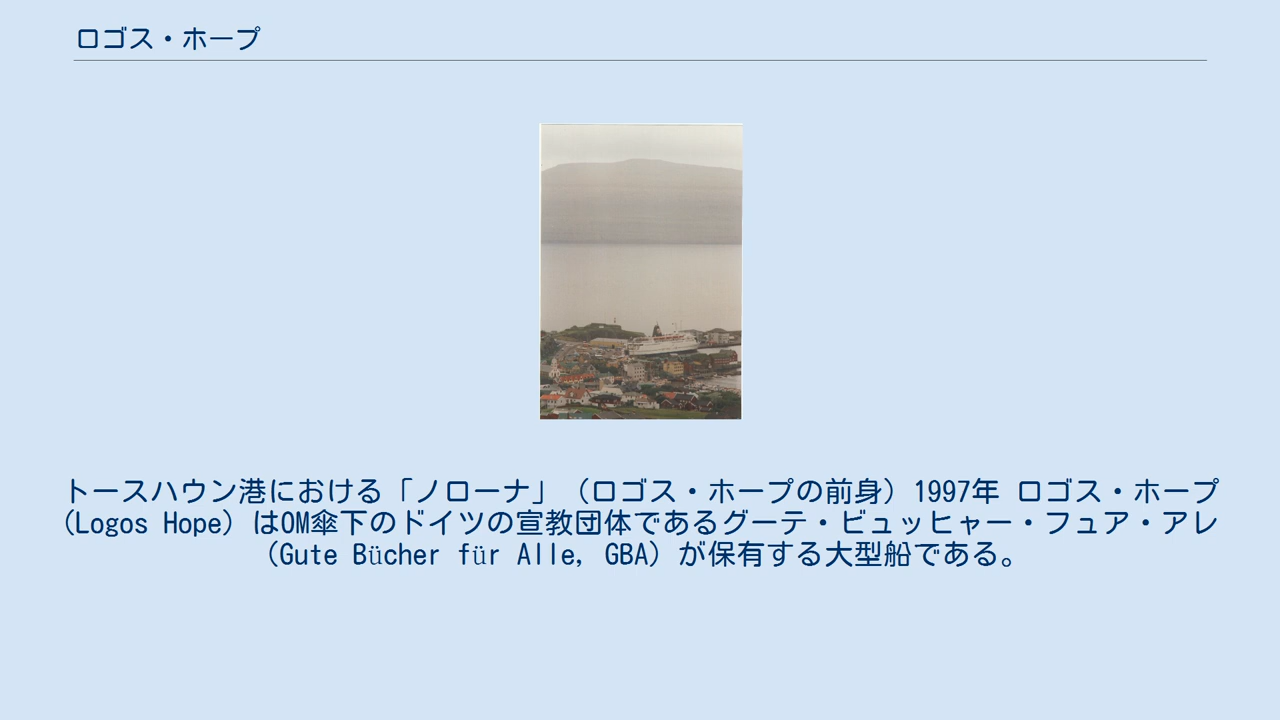 ロゴス・ホープ
トースハウン港における「ノローナ」（ロゴス・ホープの前身）1997年 ロゴス・ホープ
（Logos Hope）はOM傘下のドイツの宣教団体であるグーテ・ビュッヒャー・フュア・アレ
（Gute Bücher für Alle, GBA）が保有する大型船である。